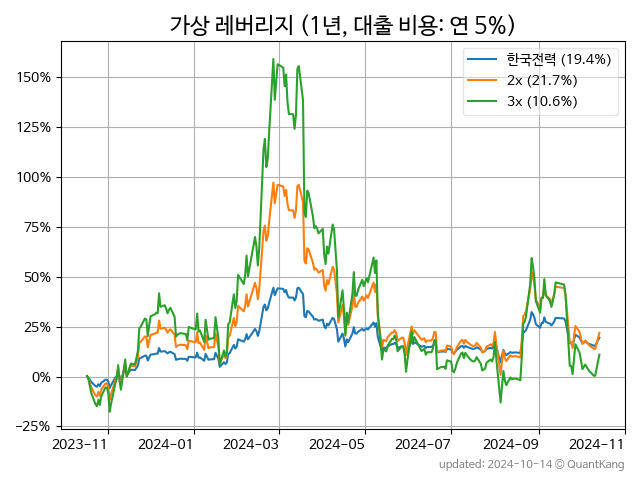 가상 레버리지 (1년, 대출 비용: 연 5%)
한국전력 (19.4%)
2x (21.7%)
3x (10.6%)
150%
125%
100%
75%
50%
25%
0%
−25%
2023-11 2024-01 2024-03 2024-05 2024-07 2024-09 2024-11
updated: 2024-10-14 © QuantKang